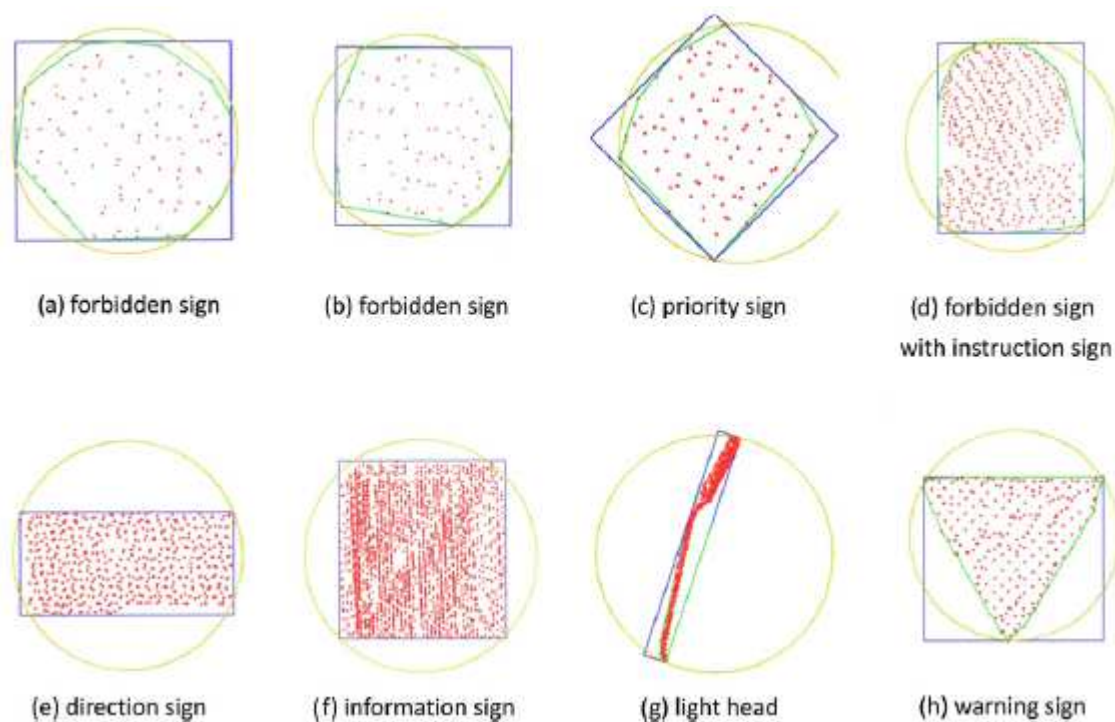 (a) forbidden sign
(b) forbidden sign
(c) priority sign
(d) forbidden sign
with instruction sign
(e) direction sign
(f) information sign
(g) light head
(h) warning sign